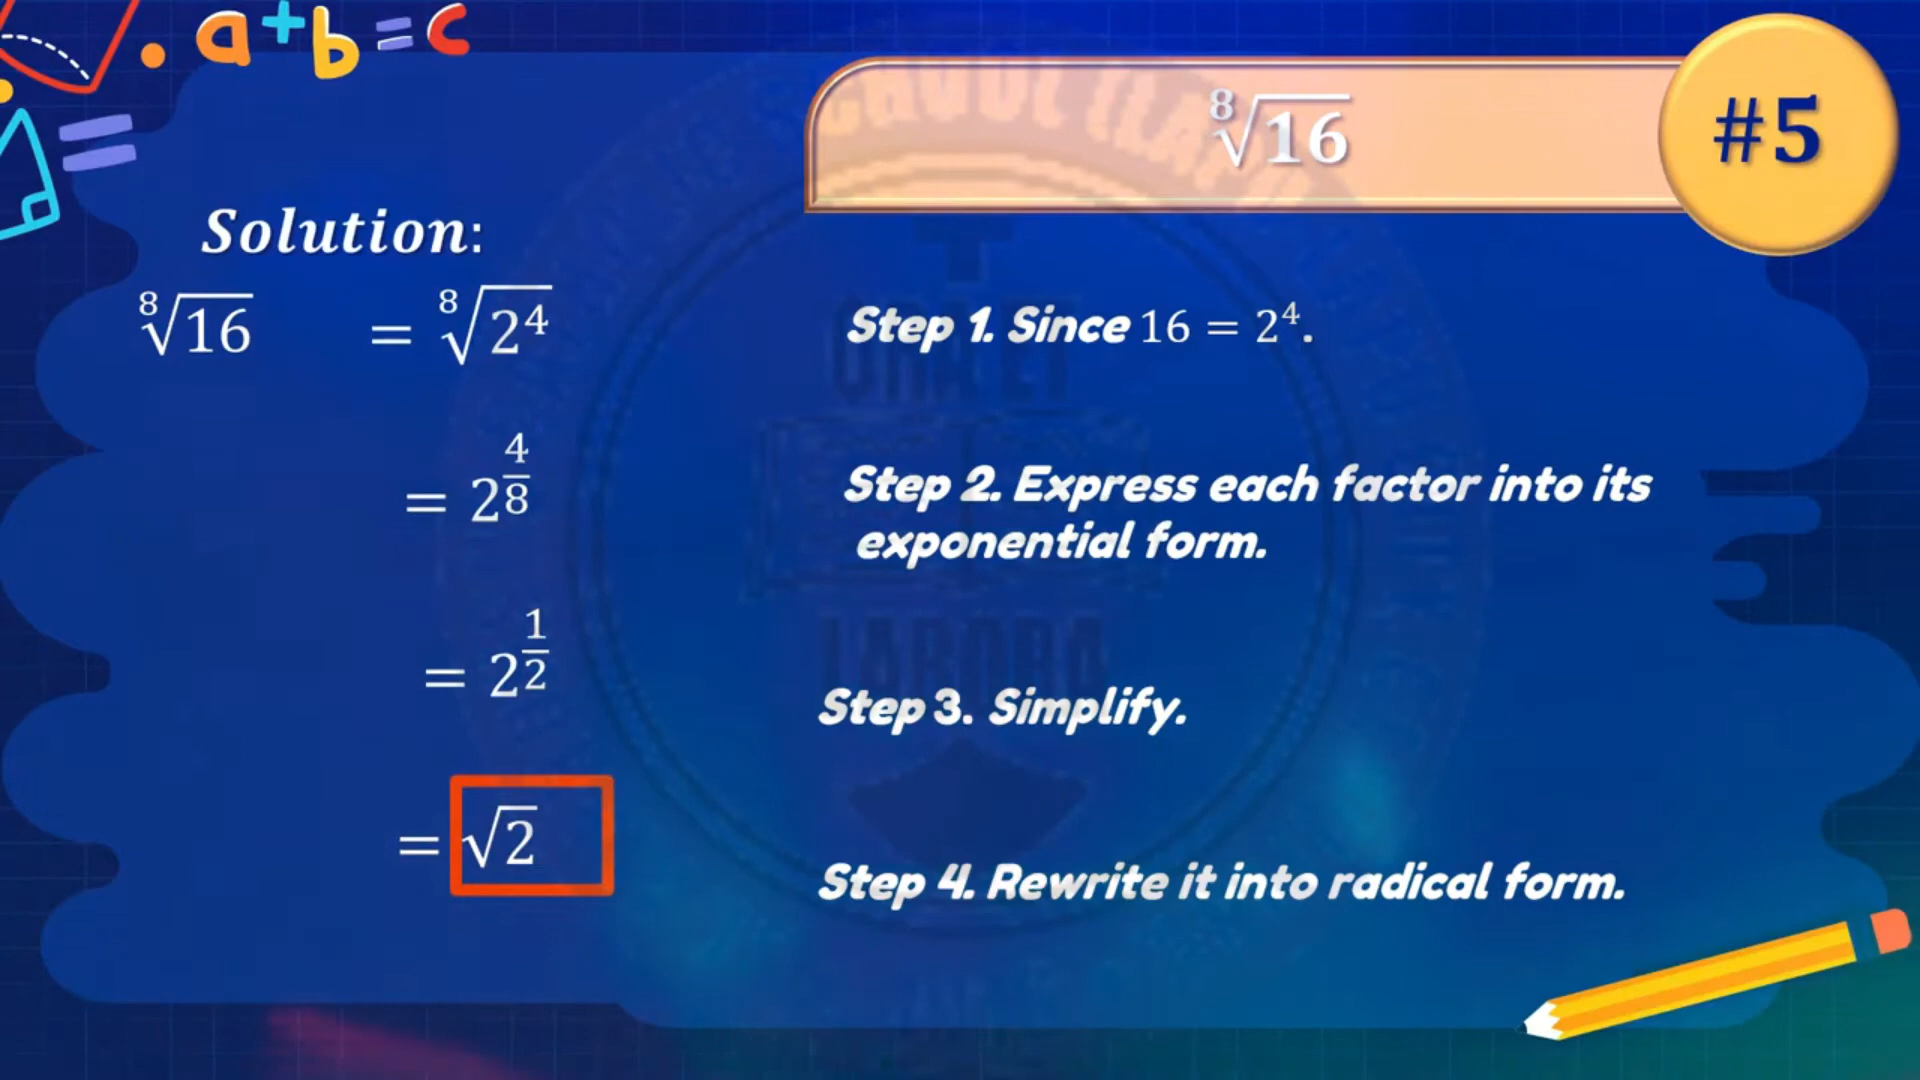 a+b=c
⁸√16
#5
Solution:
⁸√16 = ⁸√2⁴
Step 1. Since 16 = 2⁴.
= 2^(4/8)
Step 2. Express each factor into its
exponential form.
= 2^(1/2)
Step 3. Simplify.
= √2
Step 4. Rewrite it into radical form.